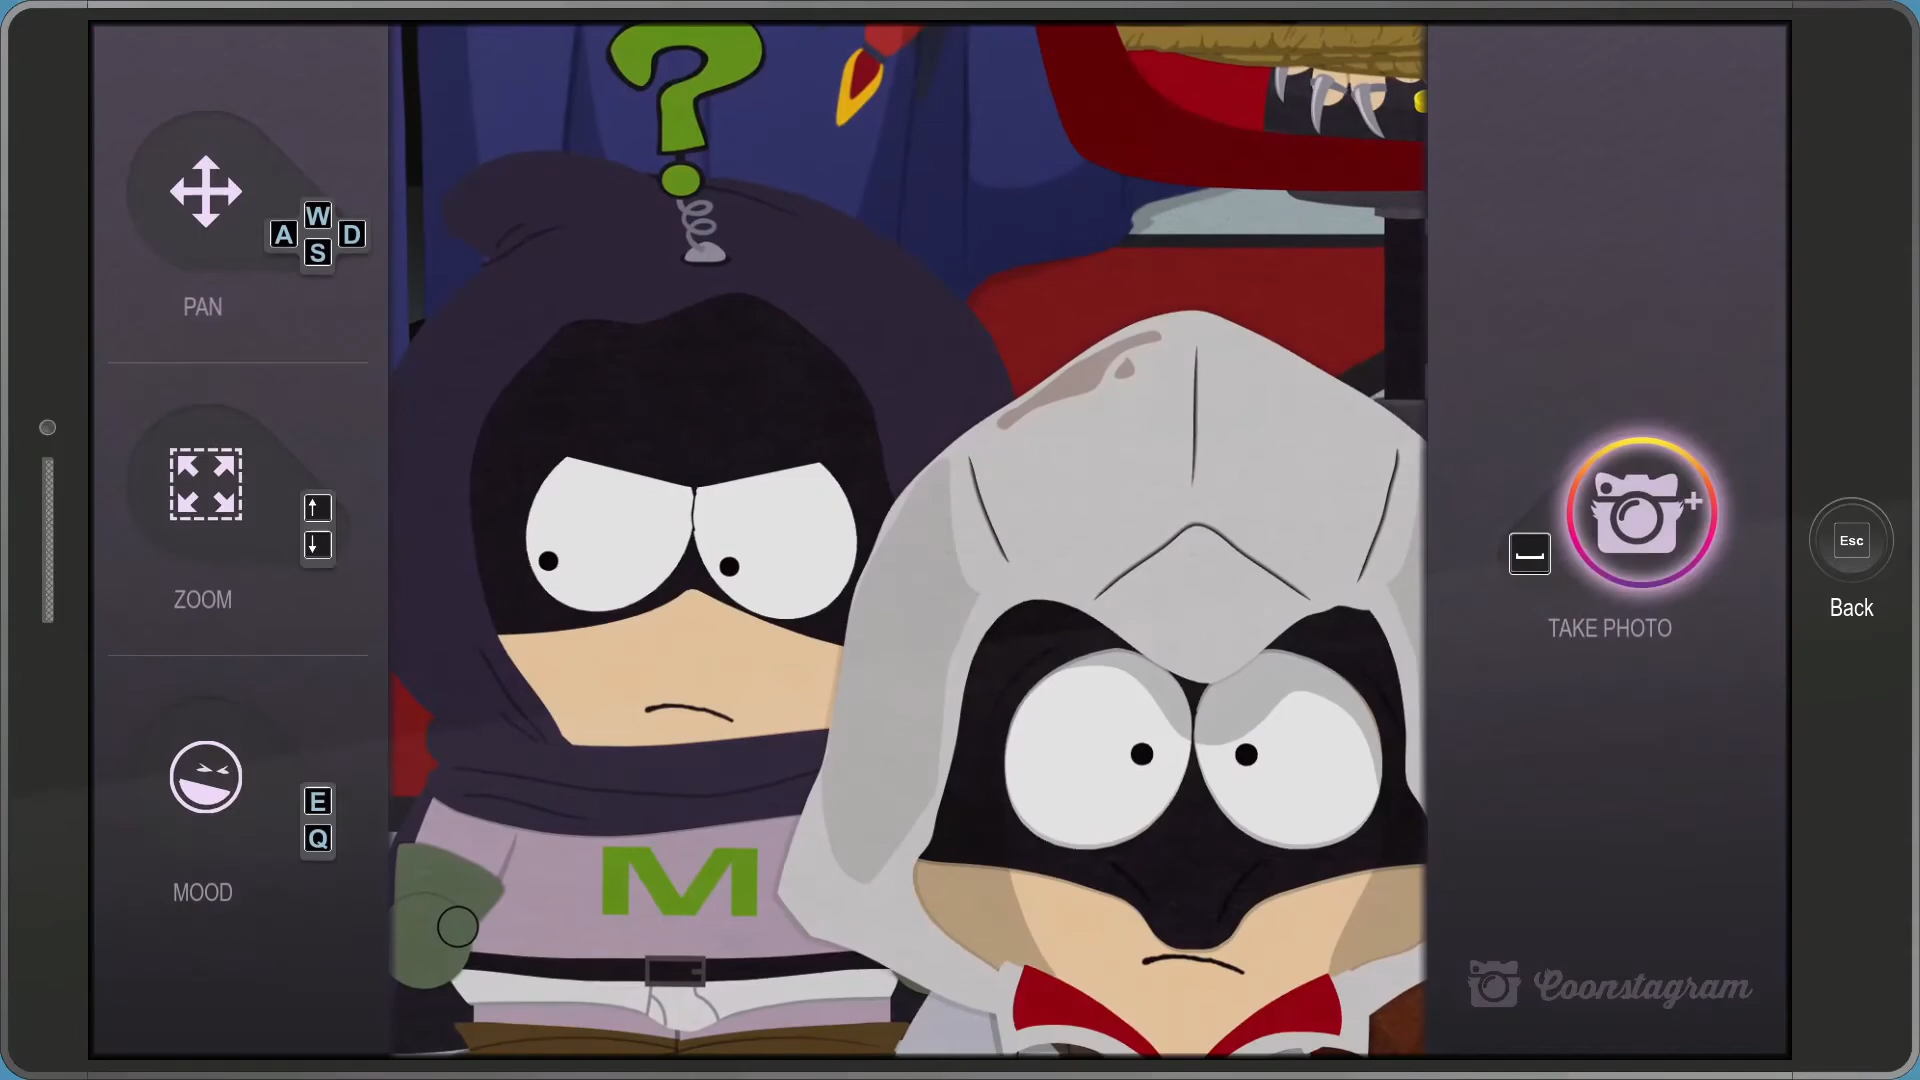 ?
W
A
S
D
PAN
↑
↓
ZOOM
E
Q
MOOD
M
TAKE PHOTO
Esc
Back
Coonstagram